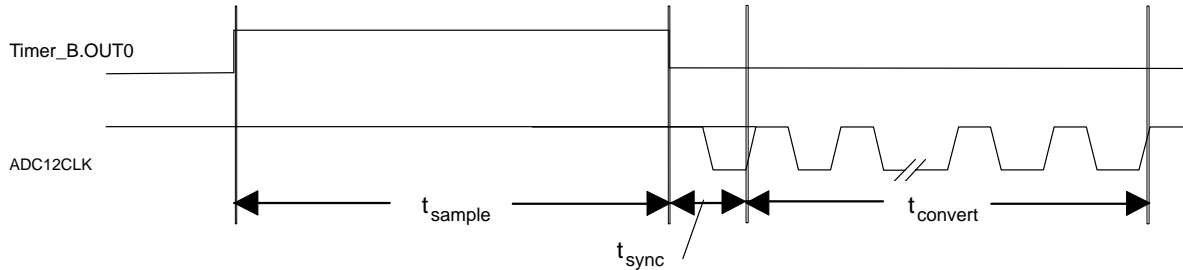 Timer_B.OUT0
ADC12CLK
tsample
tconvert
tsync